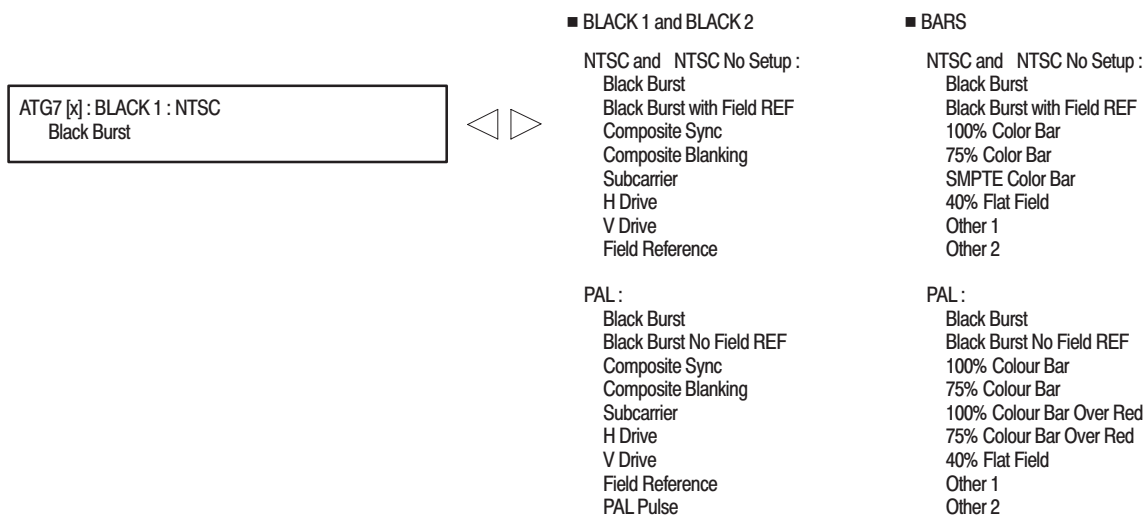 ATG7 [x] : BLACK 1 : NTSC
Black Burst
■ BLACK 1 and BLACK 2
NTSC and NTSC No Setup :
Black Burst
Black Burst with Field REF
Composite Sync
Composite Blanking
Subcarrier
H Drive
V Drive
Field Reference
PAL :
Black Burst
Black Burst No Field REF
Composite Sync
Composite Blanking
Subcarrier
H Drive
V Drive
Field Reference
PAL Pulse
■ BARS
NTSC and NTSC No Setup :
Black Burst
Black Burst with Field REF
100% Color Bar
75% Color Bar
SMPTE Color Bar
40% Flat Field
Other 1
Other 2
PAL :
Black Burst
Black Burst No Field REF
100% Colour Bar
75% Colour Bar
100% Colour Bar Over Red
75% Colour Bar Over Red
40% Flat Field
Other 1
Other 2